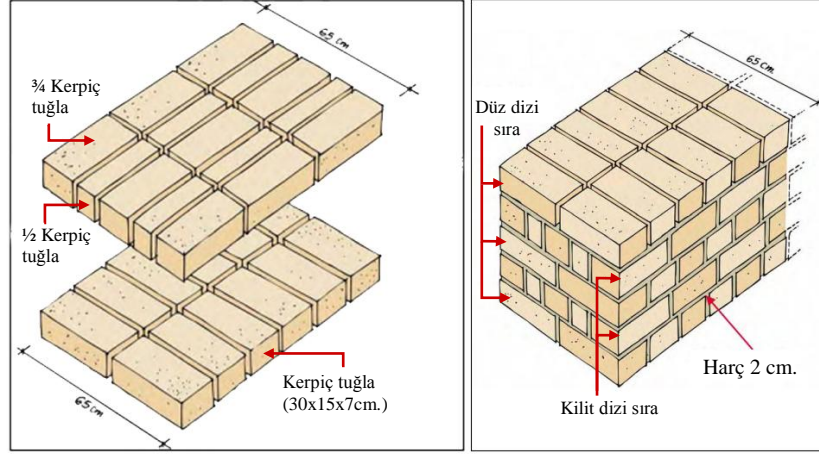 65 cm
¾ Kerpiç
tuğla
½ Kerpiç
tuğla
Kerpiç tuğla
(30x15x7cm.)
65 cm
65 cm.
Düz dizi
sıra
Harç 2 cm.
Kilit dizi sıra